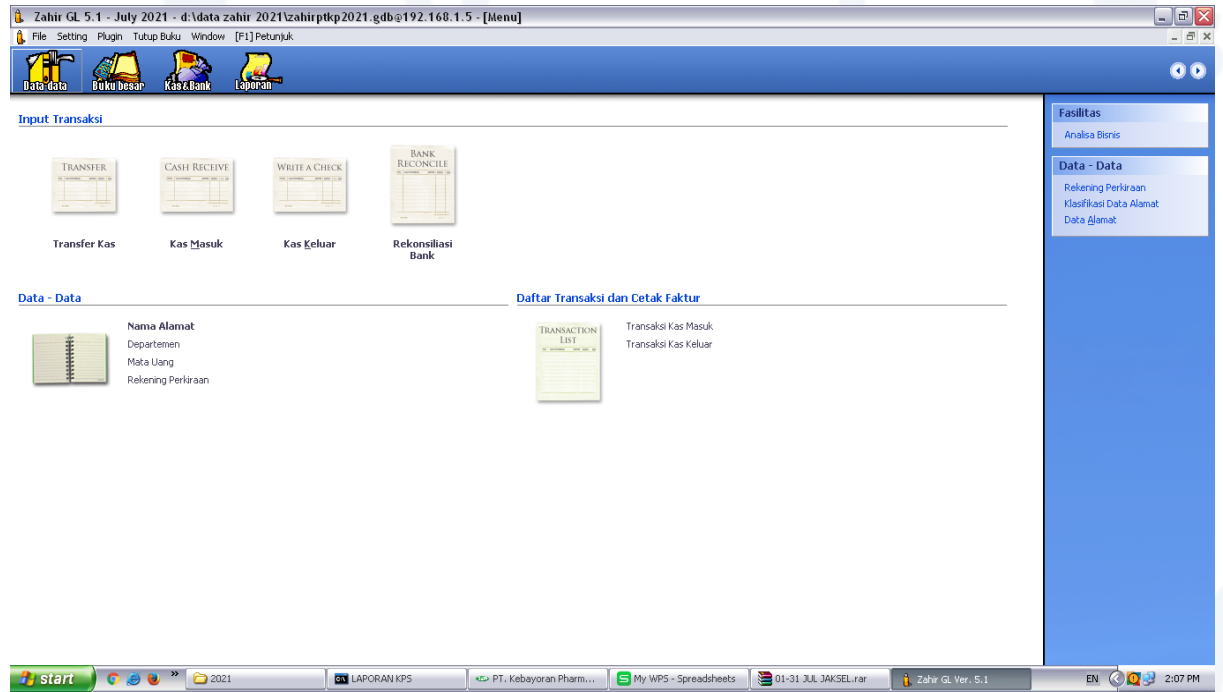 Zahir GL 5.1 - July 2021 - d:\data zahir 2021\zahirptkp2021.gdb@192.168.1.5 - [Menu]
File Setting Plugin Tutup Buku Window [F1] Petunjuk
Data-data Buku besar Kas & Bank Laporan
Input Transaksi
TRANSFER
CASH RECEIVE
WRITE A CHECK
BANK
RECONCILE
Transfer Kas
Kas Masuk
Kas Keluar
Rekonsiliasi
Bank
Data - Data
Nama Alamat
Departemen
Mata Uang
Rekening Perkiraan
Daftar Transaksi dan Cetak Faktur
TRANSACTION
LIST
Transaksi Kas Masuk
Transaksi Kas Keluar
Fasilitas
Analisa Bisnis
Data - Data
Rekening Perkiraan
Klasifikasi Data Alamat
Data Alamat
start 2021 LAPORAN KPS PT. Kebayoran Pharm... My WPS - Spreadsheets 01-31 JUL JAKSEL.rar Zahir GL Ver. 5.1 EN 2:07 PM